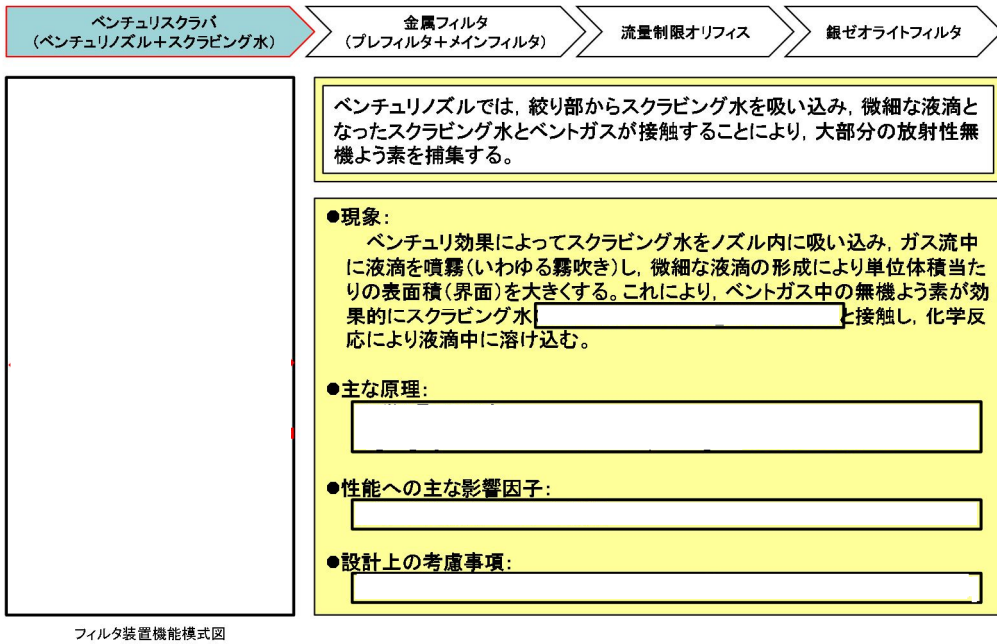 ベンチュリスクラバ
(ベンチュリノズル+スクラビング水)
金属フィルタ
(プレフィルタ+メインフィルタ)
流量制限オリフィス
銀ゼオライトフィルタ
ベンチュリノズルでは，絞り部からスクラビング水を吸い込み，微細な液滴と
なったスクラビング水とベントガスが接触することにより，大部分の放射性無
機よう素を捕集する。
●現象：
ベンチュリ効果によってスクラビング水をノズル内に吸い込み，ガス流中
に液滴を噴霧(いわゆる霧吹き)し，微細な液滴の形成により単位体積当た
りの表面積(界面)を大きくする。これにより，ベントガス中の無機よう素が効
果的にスクラビング水 と接触し，化学反
応により液滴中に溶け込む。
●主な原理：
●性能への主な影響因子：
●設計上の考慮事項：
フィルタ装置機能模式図